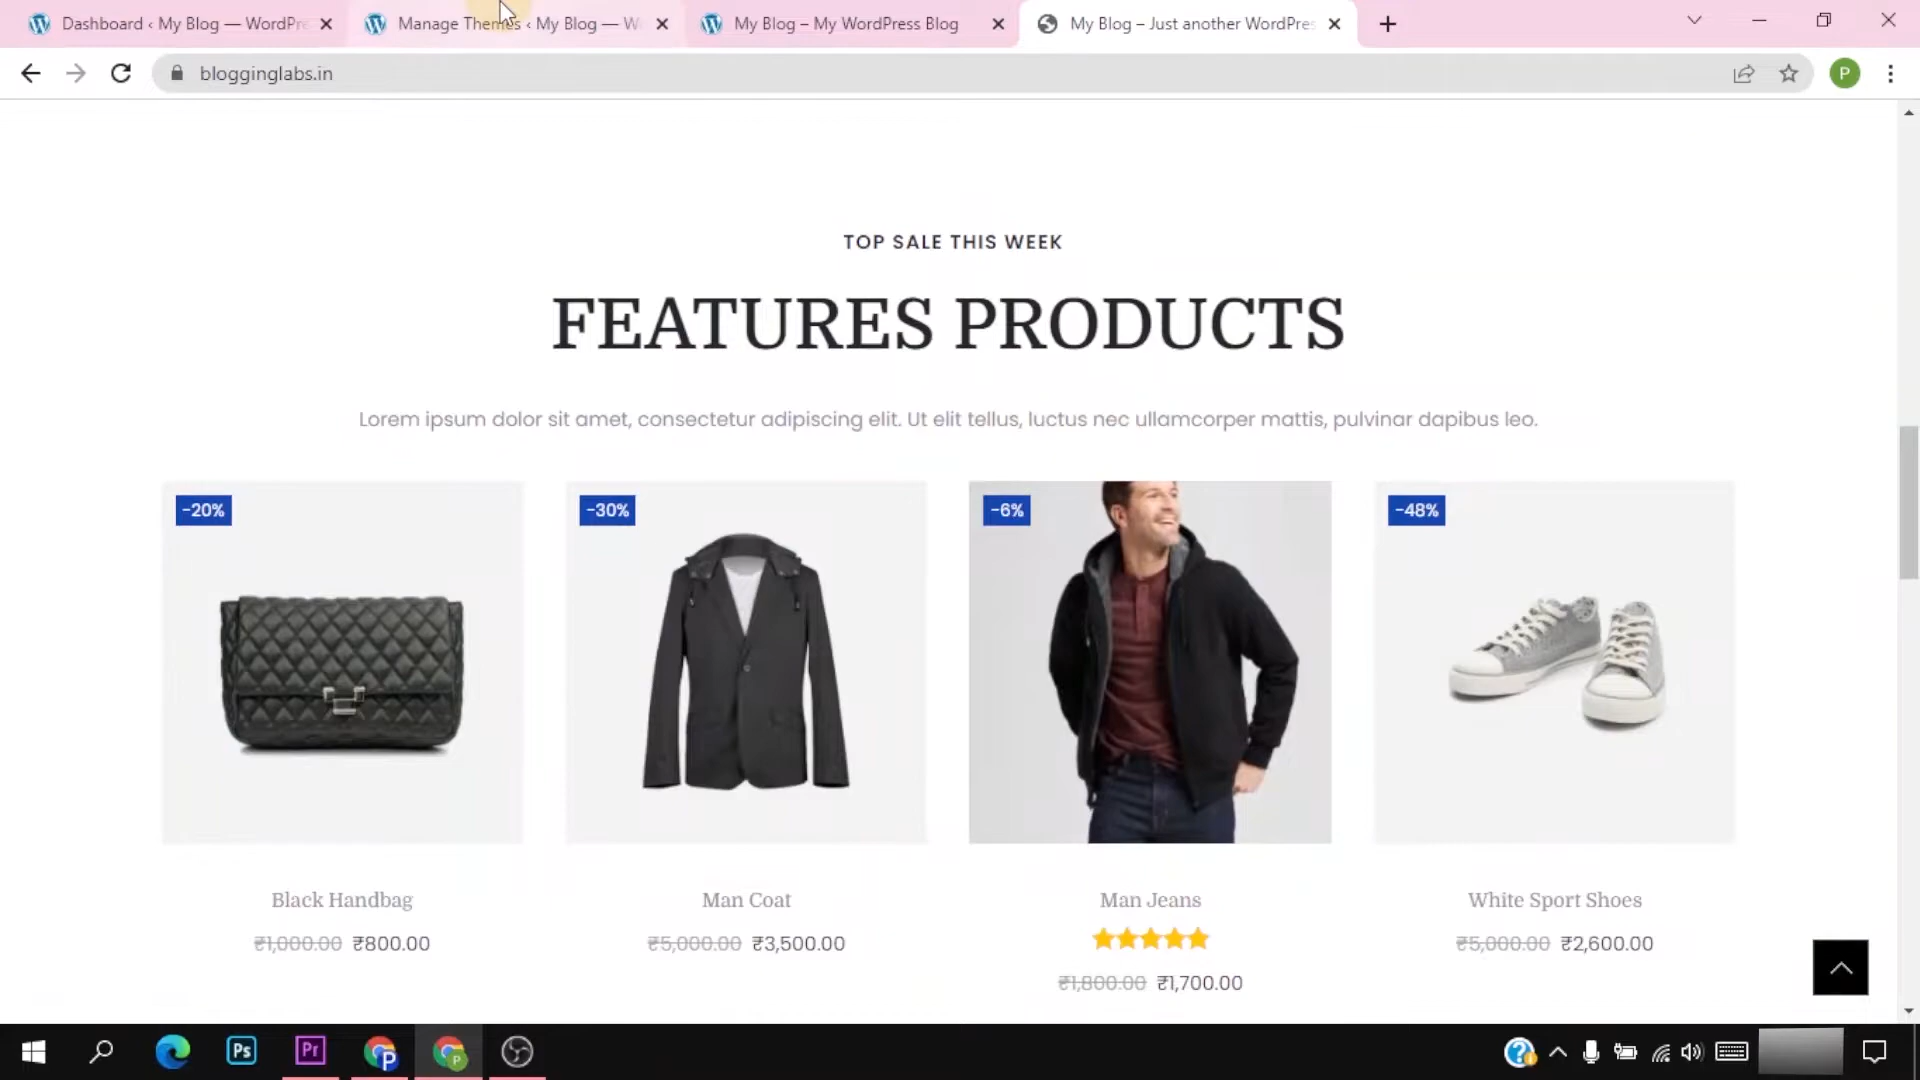 Dashboard ‹ My Blog — WordPre
Manage Themes ‹ My Blog — W
My Blog – My WordPress Blog
My Blog – Just another WordPres
blogginglabs.in
P
TOP SALE THIS WEEK
FEATURES PRODUCTS
Lorem ipsum dolor sit amet, consectetur adipiscing elit. Ut elit tellus, luctus nec ullamcorper mattis, pulvinar dapibus leo.
-20%
-30%
-6%
-48%
Black Handbag
Man Coat
Man Jeans
White Sport Shoes
₹1,000.00 ₹800.00
₹5,000.00 ₹3,500.00
₹1,800.00 ₹1,700.00
₹5,000.00 ₹2,600.00
Ps
Pr
P
P